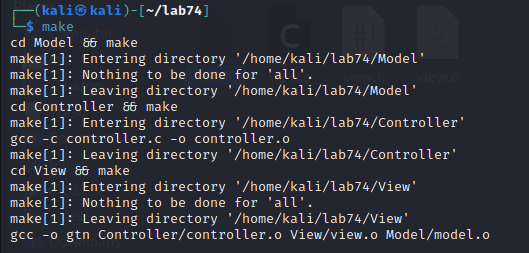 ┌──(kali㉿kali)-[~/lab74]
└─$ make
cd Model && make
make[1]: Entering directory '/home/kali/lab74/Model'
make[1]: Nothing to be done for 'all'.
make[1]: Leaving directory '/home/kali/lab74/Model'
cd Controller && make
make[1]: Entering directory '/home/kali/lab74/Controller'
gcc -c controller.c -o controller.o
make[1]: Leaving directory '/home/kali/lab74/Controller'
cd View && make
make[1]: Entering directory '/home/kali/lab74/View'
make[1]: Nothing to be done for 'all'.
make[1]: Leaving directory '/home/kali/lab74/View'
gcc -o gtn Controller/controller.o View/view.o Model/model.o